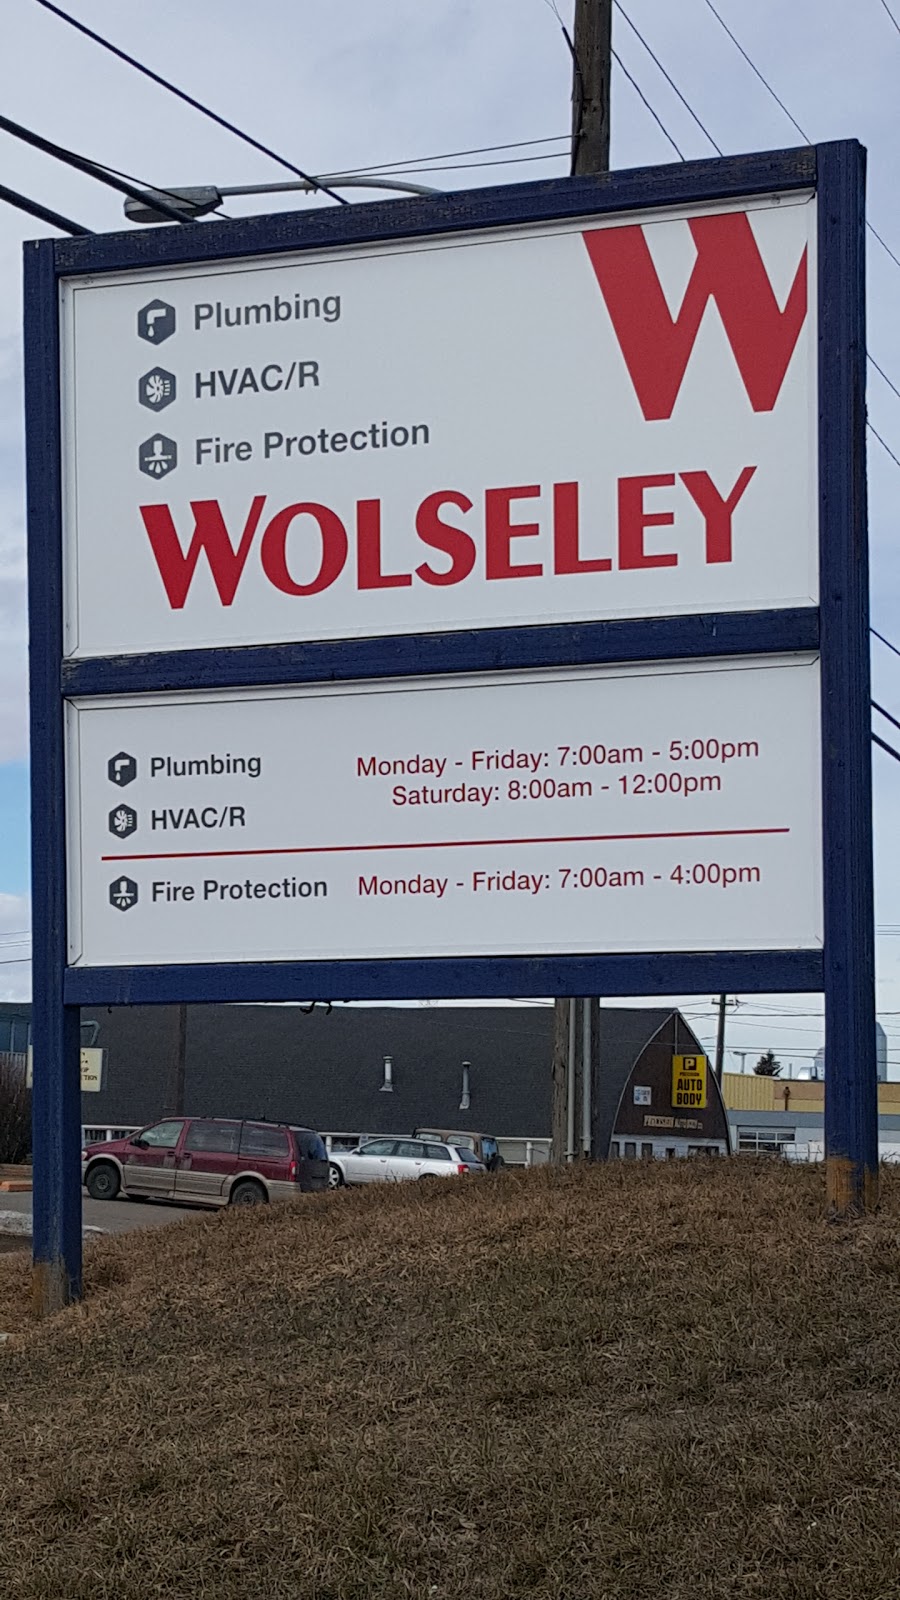 Plumbing
HVAC/R
Fire Protection
W
WOLSELEY
Plumbing
HVAC/R
Monday - Friday: 7:00am - 5:00pm
Saturday: 8:00am - 12:00pm
Fire Protection
Monday - Friday: 7:00am - 4:00pm
P
PRECISION
AUTO
BODY